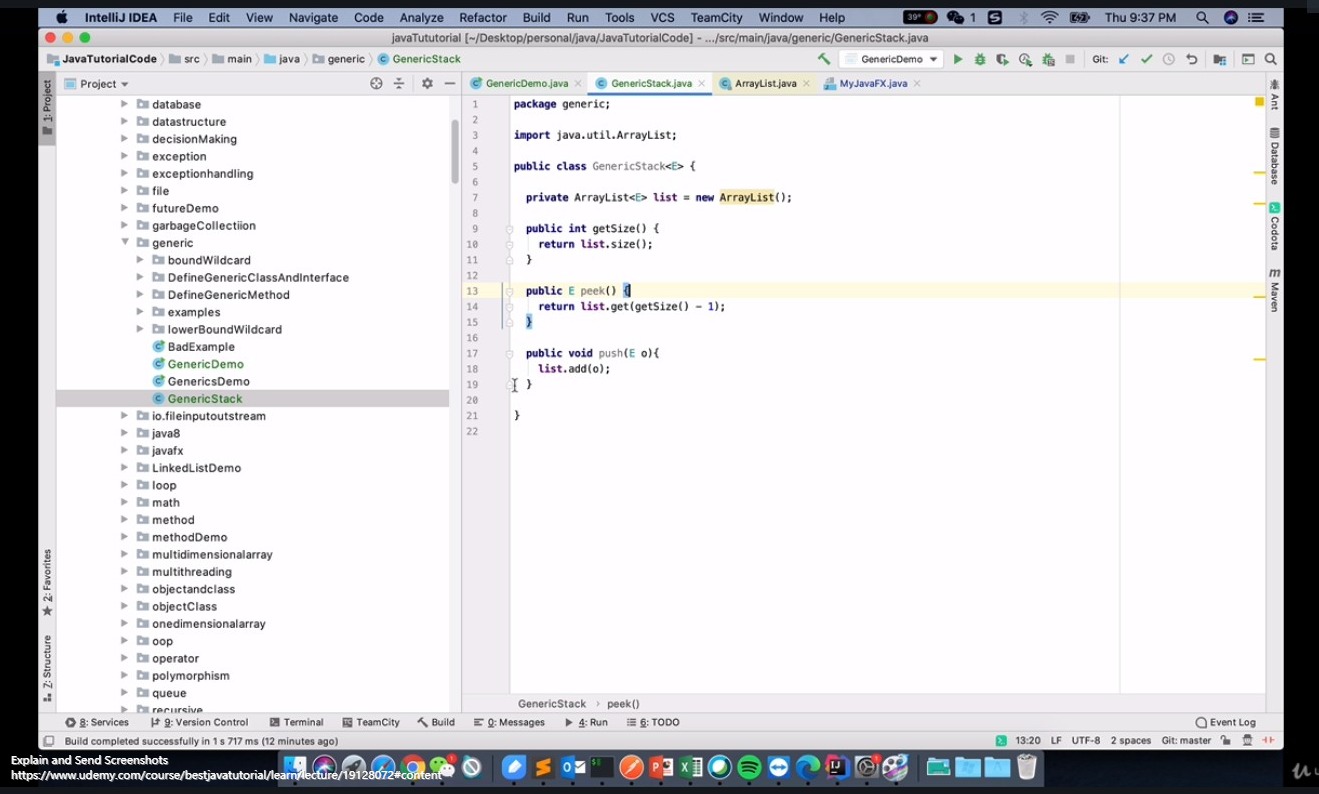 IntelliJ IDEA File Edit View Navigate Code Analyze Refactor Build Run Tools VCS TeamCity Window Help 39° 1 Thu 9:37 PM
javaTututorial [~/Desktop/personal/java/JavaTutorialCode] - .../src/main/java/generic/GenericStack.java
JavaTutorialCode src main java generic GenericStack GenericDemo Git:
1: Project
Project
GenericDemo.java GenericStack.java ArrayList.java MyJavaFX.java
database
datastructure
decisionMaking
exception
exceptionhandling
file
futureDemo
garbageCollectiion
generic
boundWildcard
DefineGenericClassAndInterface
DefineGenericMethod
examples
lowerBoundWildcard
BadExample
GenericDemo
GenericsDemo
GenericStack
io.fileinputoutstream
java8
javafx
LinkedListDemo
loop
math
method
methodDemo
multidimensionalarray
multithreading
objectandclass
objectClass
onedimensionalarray
oop
operator
polymorphism
queue
recursive
2: Favorites
7: Structure
1 package generic;
2
3 import java.util.ArrayList;
4
5 public class GenericStack<E> {
6
7 private ArrayList<E> list = new ArrayList();
8
9 public int getSize() {
10 return list.size();
11 }
12
13 public E peek() {
14 return list.get(getSize() - 1);
15 }
16
17 public void push(E o){
18 list.add(o);
19 }
20
21 }
22
Ant
Database
Codota
Maven
GenericStack › peek()
8: Services 9: Version Control Terminal TeamCity Build 0: Messages 4: Run 6: TODO Event Log
Build completed successfully in 1 s 717 ms (12 minutes ago) 13:20 LF UTF-8 2 spaces Git: master
Explain and Send Screenshots
https://www.udemy.com/course/bestjavatutorial/learn/lecture/19128072#content